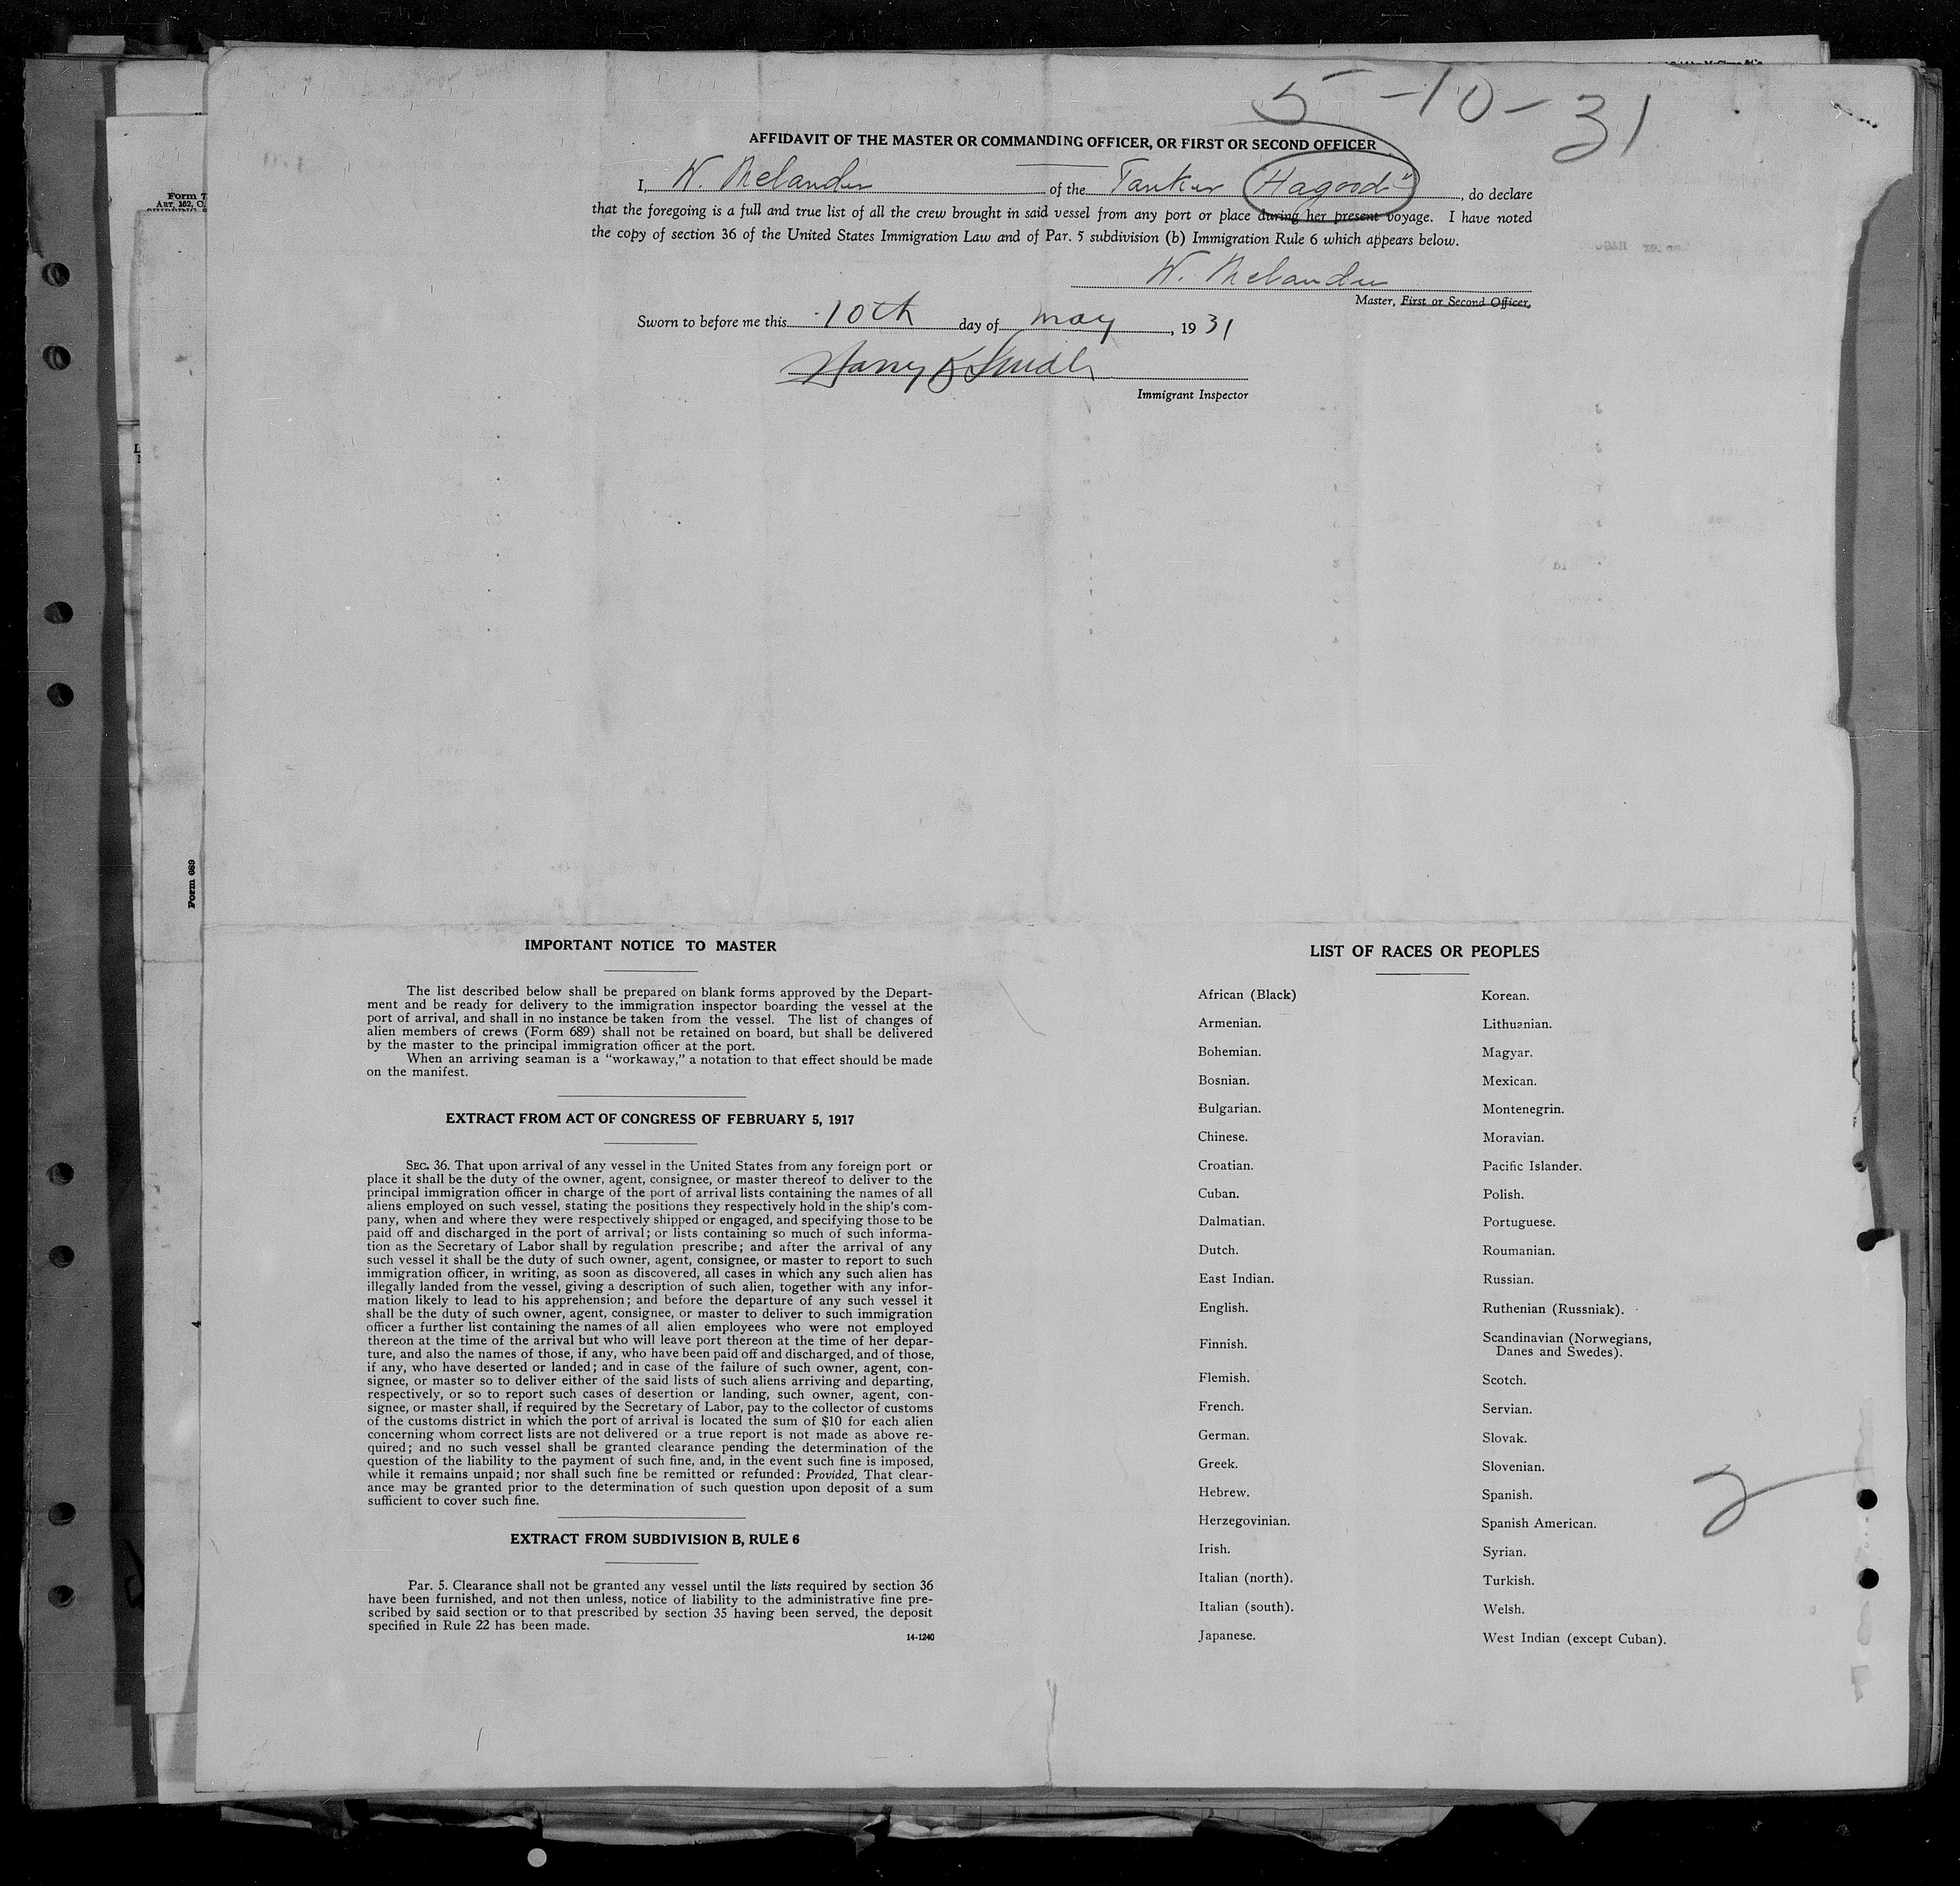 5-10-31
AFFIDAVIT OF THE MASTER OR COMMANDING OFFICER, OR FIRST OR SECOND OFFICER
I, W. Melander of the Tanker Hagood", do declare
that the foregoing is a full and true list of all the crew brought in said vessel from any port or place during her present voyage. I have noted
the copy of section 36 of the United States Immigration Law and of Par. 5 subdivision (b) Immigration Rule 6 which appears below.
W. Melander
Master, First or Second Officer.
Sworn to before me this 10th day of May, 1931
Harry
Immigrant Inspector
Form 689
IMPORTANT NOTICE TO MASTER
The list described below shall be prepared on blank forms approved by the Depart-
ment and be ready for delivery to the immigration inspector boarding the vessel at the
port of arrival, and shall in no instance be taken from the vessel. The list of changes of
alien members of crews (Form 689) shall not be retained on board, but shall be delivered
by the master to the principal immigration officer at the port.
When an arriving seaman is a "workaway," a notation to that effect should be made
on the manifest.
EXTRACT FROM ACT OF CONGRESS OF FEBRUARY 5, 1917
SEC. 36. That upon arrival of any vessel in the United States from any foreign port or
place it shall be the duty of the owner, agent, consignee, or master thereof to deliver to the
principal immigration officer in charge of the port of arrival lists containing the names of all
aliens employed on such vessel, stating the positions they respectively hold in the ship's com-
pany, when and where they were respectively shipped or engaged, and specifying those to be
paid off and discharged in the port of arrival; or lists containing so much of such informa-
tion as the Secretary of Labor shall by regulation prescribe; and after the arrival of any
such vessel it shall be the duty of such owner, agent, consignee, or master to report to such
immigration officer, in writing, as soon as discovered, all cases in which any such alien has
illegally landed from the vessel, giving a description of such alien, together with any infor-
mation likely to lead to his apprehension; and before the departure of any such vessel it
shall be the duty of such owner, agent, consignee, or master to deliver to such immigration
officer a further list containing the names of all alien employees who were not employed
thereon at the time of the arrival but who will leave port thereon at the time of her depar-
ture, and also the names of those, if any, who have been paid off and discharged, and of those,
if any, who have deserted or landed; and in case of the failure of such owner, agent, con-
signee, or master so to deliver either of the said lists of such aliens arriving and departing,
respectively, or so to report such cases of desertion or landing, such owner, agent, con-
signee, or master shall, if required by the Secretary of Labor, pay to the collector of customs
of the customs district in which the port of arrival is located the sum of $10 for each alien
concerning whom correct lists are not delivered or a true report is not made as above re-
quired; and no such vessel shall be granted clearance pending the determination of the
question of the liability to the payment of such fine, and, in the event such fine is imposed,
while it remains unpaid; nor shall such fine be remitted or refunded: Provided, That clear-
ance may be granted prior to the determination of such question upon deposit of a sum
sufficient to cover such fine.
EXTRACT FROM SUBDIVISION B, RULE 6
Par. 5. Clearance shall not be granted any vessel until the lists required by section 36
have been furnished, and not then unless, notice of liability to the administrative fine pre-
scribed by said section or to that prescribed by section 35 having been served, the deposit
specified in Rule 22 has been made.
14-1240
LIST OF RACES OR PEOPLES
African (Black)
Armenian.
Bohemian.
Bosnian.
Bulgarian.
Chinese.
Croatian.
Cuban.
Dalmatian.
Dutch.
East Indian.
English.
Finnish.
Flemish.
French.
German.
Greek.
Hebrew.
Herzegovinian.
Irish.
Italian (north).
Italian (south).
Japanese.
Korean.
Lithuanian.
Magyar.
Mexican.
Montenegrin.
Moravian.
Pacific Islander.
Polish.
Portuguese.
Roumanian.
Russian.
Ruthenian (Russniak).
Scandinavian (Norwegians,
Danes and Swedes).
Scotch.
Servian.
Slovak.
Slovenian.
Spanish.
Spanish American.
Syrian.
Turkish.
Welsh.
West Indian (except Cuban).